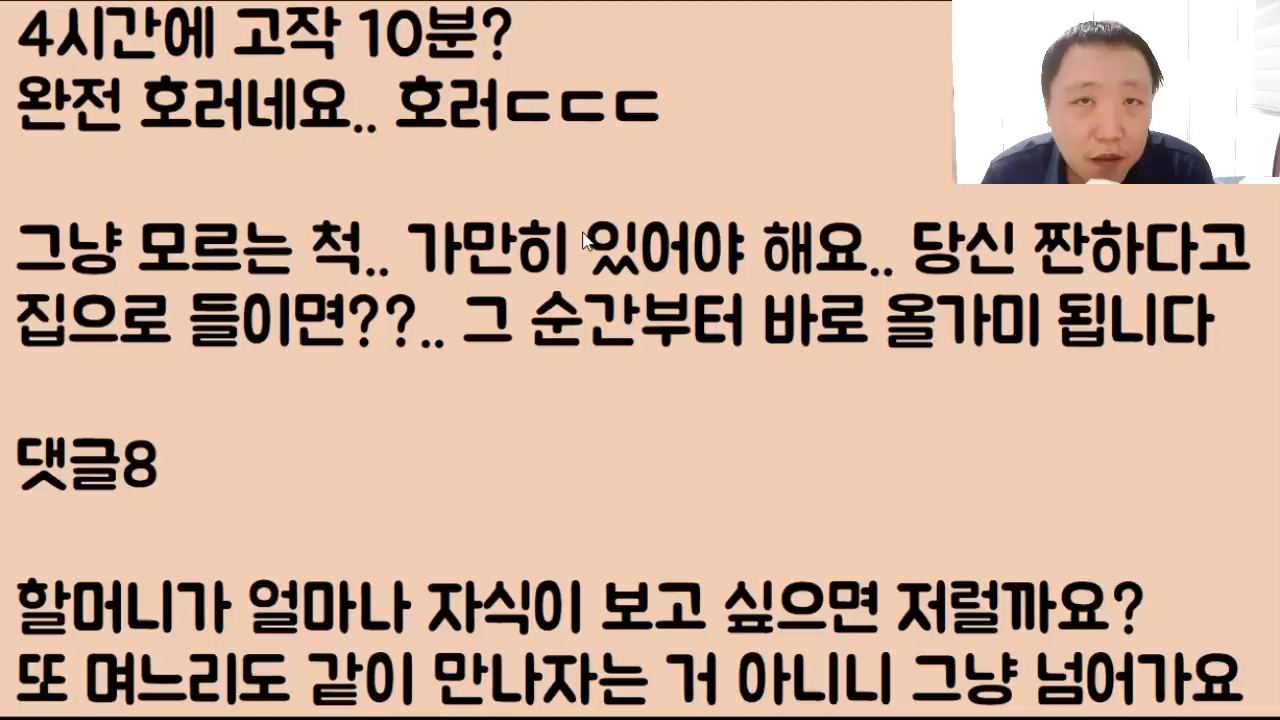 4시간에 고작 10분?
완전 호러네요.. 호러ㄷㄷㄷ
그냥 모르는 척.. 가만히 있어야 해요.. 당신 짠하다고
집으로 들이면??.. 그 순간부터 바로 올가미 됩니다
댓글8
할머니가 얼마나 자식이 보고 싶으면 저럴까요?
또 며느리도 같이 만나자는 거 아니니 그냥 넘어가요